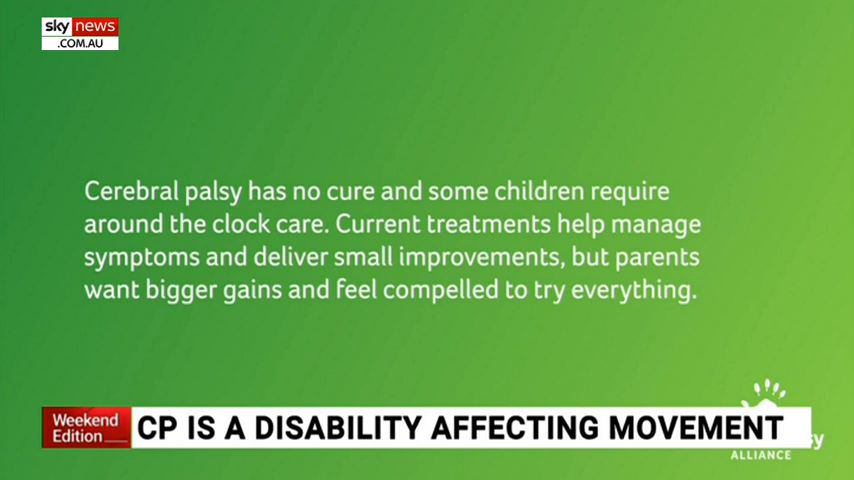 sky news
.COM.AU
Cerebral palsy has no cure and some children require
around the clock care. Current treatments help manage
symptoms and deliver small improvements, but parents
want bigger gains and feel compelled to try everything.
Weekend
Edition
CP IS A DISABILITY AFFECTING MOVEMENT
ALLIANCE